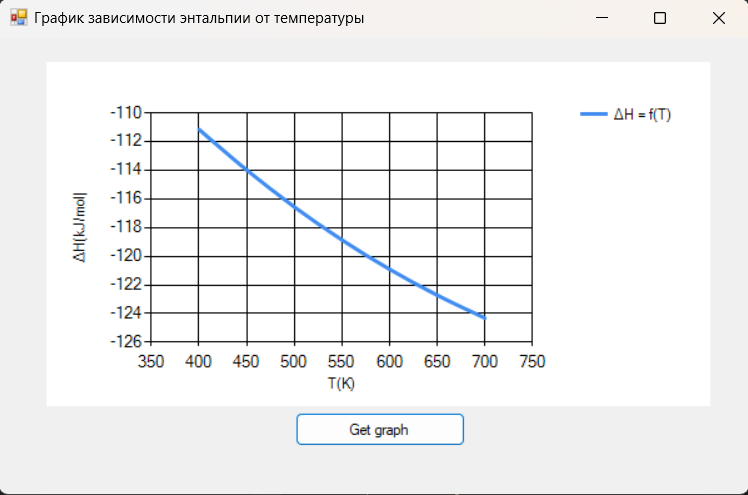 График зависимости энтальпии от температуры
ΔH = f(T)
-110
-112
-114
-116
-118
-120
-122
-124
-126
ΔH(kJ/mol)
350 400 450 500 550 600 650 700 750
T(K)
Get graph